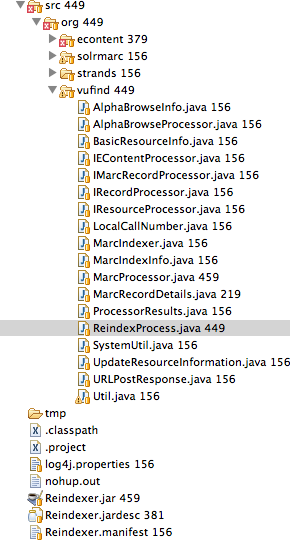 src 449
org 449
econtent 379
solrmarc 156
strands 156
vufind 449
AlphaBrowseInfo.java 156
AlphaBrowseProcessor.java 156
BasicResourceInfo.java 156
IEContentProcessor.java 156
IMarcRecordProcessor.java 156
IRecordProcessor.java 156
IResourceProcessor.java 156
LocalCallNumber.java 156
MarcIndexer.java 156
MarcIndexInfo.java 156
MarcProcessor.java 459
MarcRecordDetails.java 219
ProcessorResults.java 156
ReindexProcess.java 449
SystemUtil.java 156
UpdateResourceInformation.java 156
URLPostResponse.java 156
Util.java 156
tmp
.classpath
.project
log4j.properties 156
nohup.out
Reindexer.jar 459
Reindexer.jardesc 381
Reindexer.manifest 156